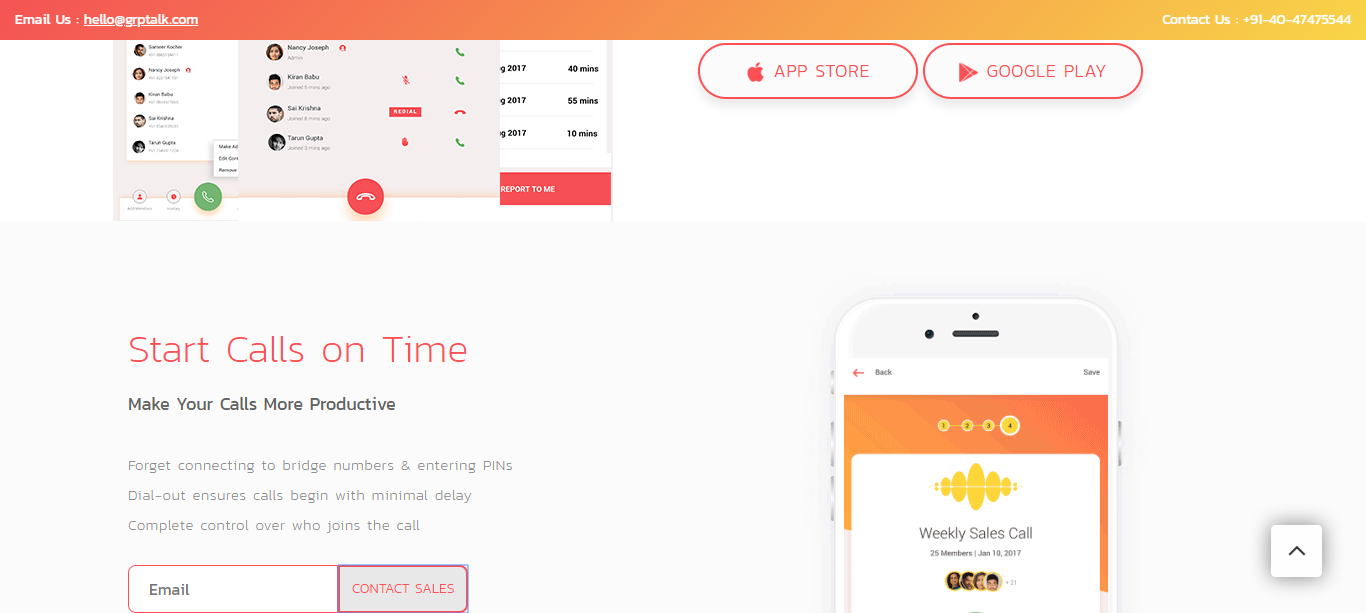 Email Us : hello@grptalk.com
Contact Us : +91-40-47475544
Sameer Kocher
Nancy Joseph
Kiran Babu
Sai Krishna
Tarun Gupta
Make Ad
Edit Con
Remove
Nancy Joseph
Admin
Kiran Babu
Joined 5 mins ago
Sai Krishna
Joined 8 mins ago
REDIAL
Tarun Gupta
Joined 3 mins ago
g 2017 40 mins
g 2017 55 mins
g 2017 10 mins
REPORT TO ME
APP STORE
GOOGLE PLAY
Start Calls on Time
Make Your Calls More Productive
Forget connecting to bridge numbers & entering PINs
Dial-out ensures calls begin with minimal delay
Complete control over who joins the call
Email
CONTACT SALES
Back
Save
1 2 3 4
Weekly Sales Call
25 Members | Jan 10, 2017
+ 21